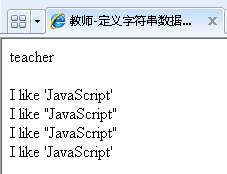 教师-定义字符串数据...
teacher
I like 'JavaScript'
I like "JavaScript"
I like "JavaScript"
I like 'JavaScript'